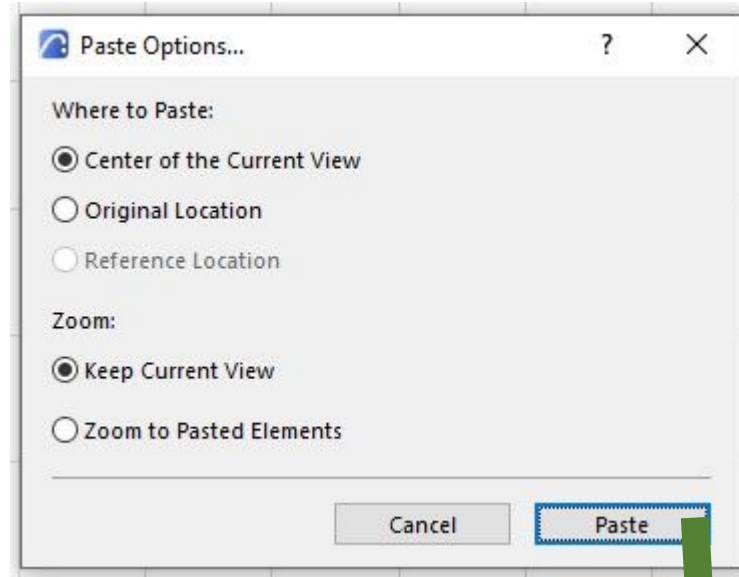 Paste Options...
Where to Paste:
Center of the Current View
Original Location
Reference Location
Zoom:
Keep Current View
Zoom to Pasted Elements
Cancel Paste